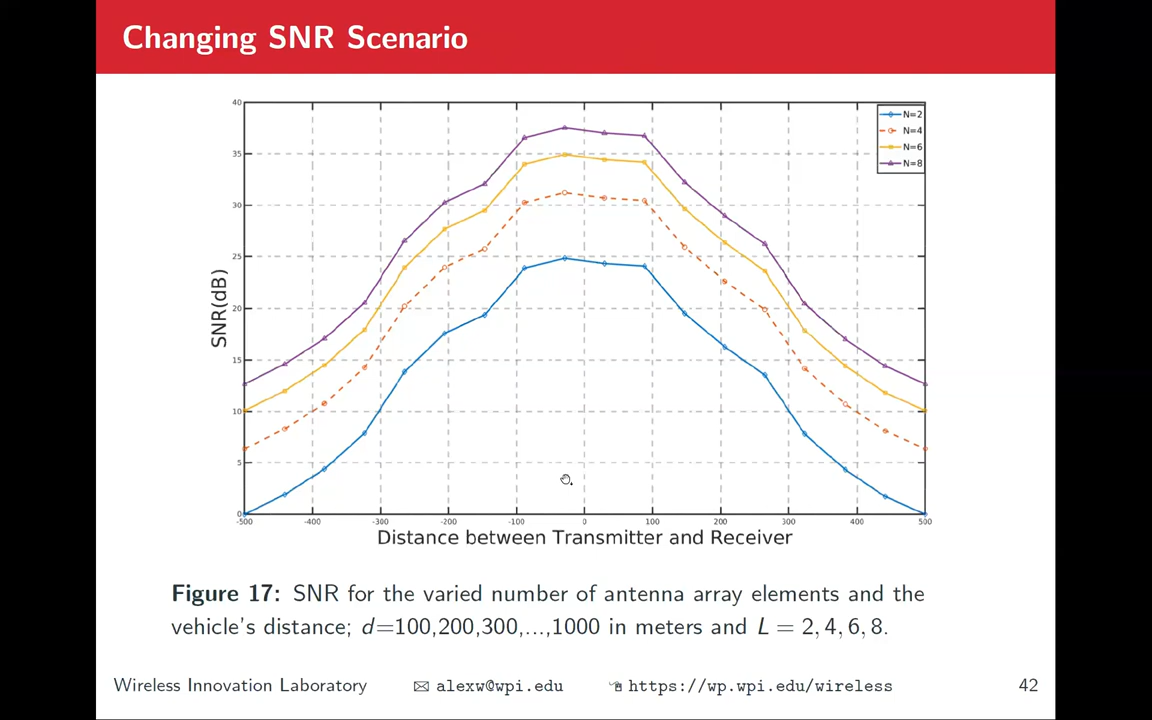 Changing SNR Scenario
40
35
30
25
20
15
10
5
0
SNR(dB)
N=2
N=4
N=6
N=8
-500 -400 -300 -200 -100 0 100 200 300 400 500
Distance between Transmitter and Receiver
Figure 17: SNR for the varied number of antenna array elements and the
vehicle's distance; d=100,200,300,...,1000 in meters and L = 2, 4, 6, 8.
Wireless Innovation Laboratory alexw@wpi.edu https://wp.wpi.edu/wireless 42